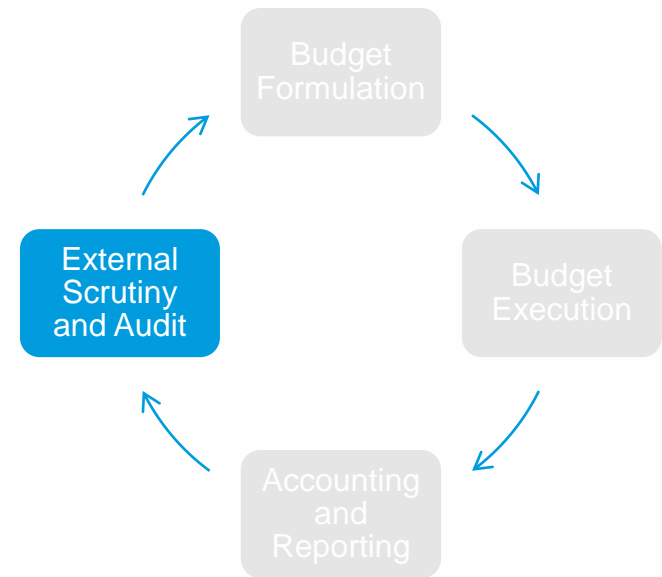 Budget
Formulation
External
Scrutiny
and Audit
Budget
Execution
Accounting
and
Reporting